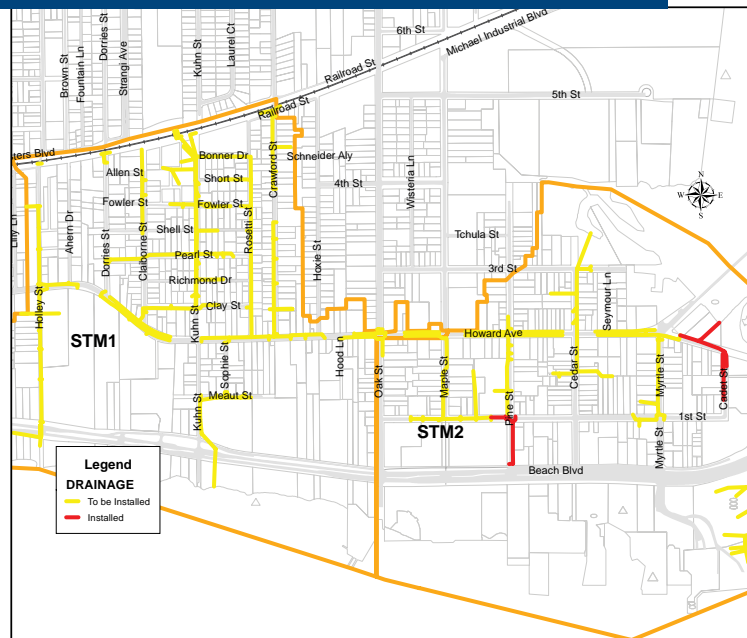 6th St
Michael Industrial Blvd
Dorries St
Strangi Ave
Laurel Ct
Kuhn St
Brown St
Fountain Ln
Railroad St
5th St
Railroad St
ters Blvd
Bonner Dr
Schneider Aly
Crawford St
Allen St
Short St
4th St
Wisteria Ln
Fowler St
Fowler St
Lilly Ln
Ahern Dr
Dorries St
Claiborne St
Shell St
Rosetti St
Hoxie St
Tchula St
Pearl St
3rd St
Richmond Dr
Seymour Ln
Holley St
Clay St
Kuhn St
Howard Ave
STM1
Sophie St
Hood Ln
Oak St
Maple St
Cedar St
Myrtle St
Cadet St
Meaut St
Kuhn St
Pine St
1st St
STM2
Myrtle St
Beach Blvd
Legend
DRAINAGE
To be Installed
Installed
N
W
E
S